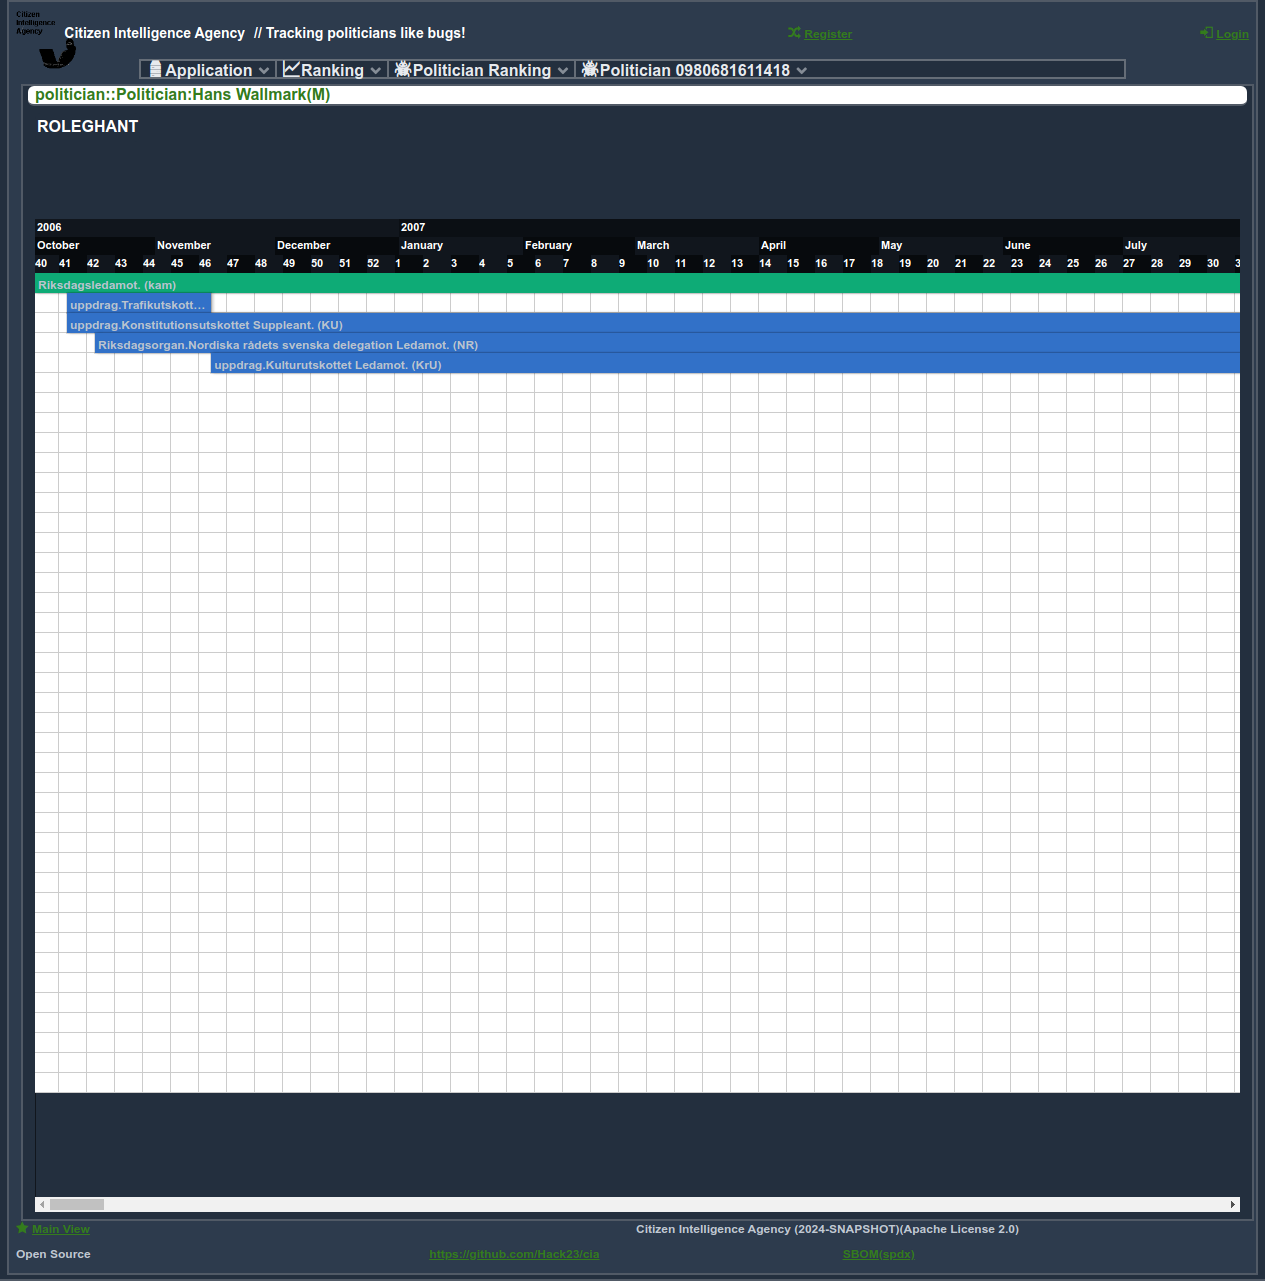 Citizen
Intelligence
Agency
Citizen Intelligence Agency // Tracking politicians like bugs!
Register
Login
Application
Ranking
Politician Ranking
Politician 0980681611418
politician::Politician:Hans Wallmark(M)
ROLEGHANT
2006 2007
October November December January February March April May June July
40 41 42 43 44 45 46 47 48 49 50 51 52 1 2 3 4 5 6 7 8 9 10 11 12 13 14 15 16 17 18 19 20 21 22 23 24 25 26 27 28 29 30
Riksdagsledamot. (kam)
uppdrag.Trafikutskott...
uppdrag.Konstitutionsutskottet Suppleant. (KU)
Riksdagsorgan.Nordiska rådets svenska delegation Ledamot. (NR)
uppdrag.Kulturutskottet Ledamot. (KrU)
Main View
Citizen Intelligence Agency (2024-SNAPSHOT)(Apache License 2.0)
Open Source
https://github.com/Hack23/cia
SBOM(spdx)